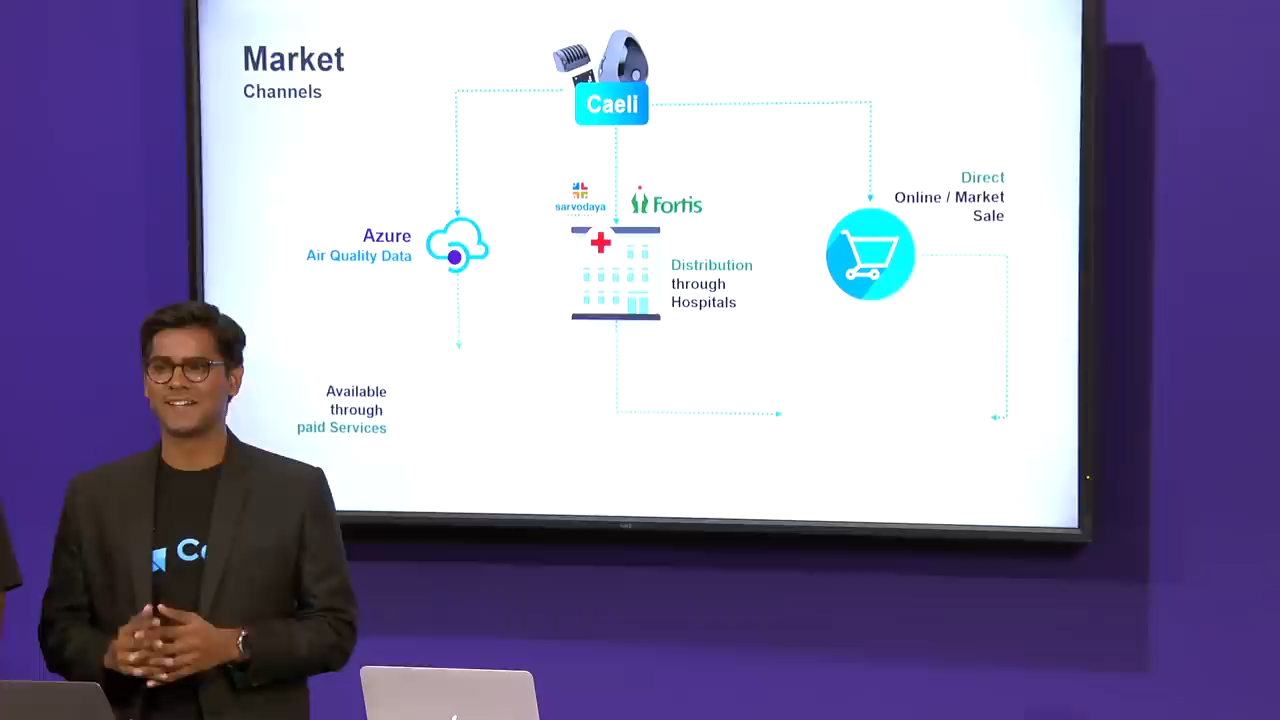 Market
Channels
Caeli
sarvodaya
Fortis
Azure
Air Quality Data
Distribution
through
Hospitals
Direct
Online / Market
Sale
Available
through
paid Services